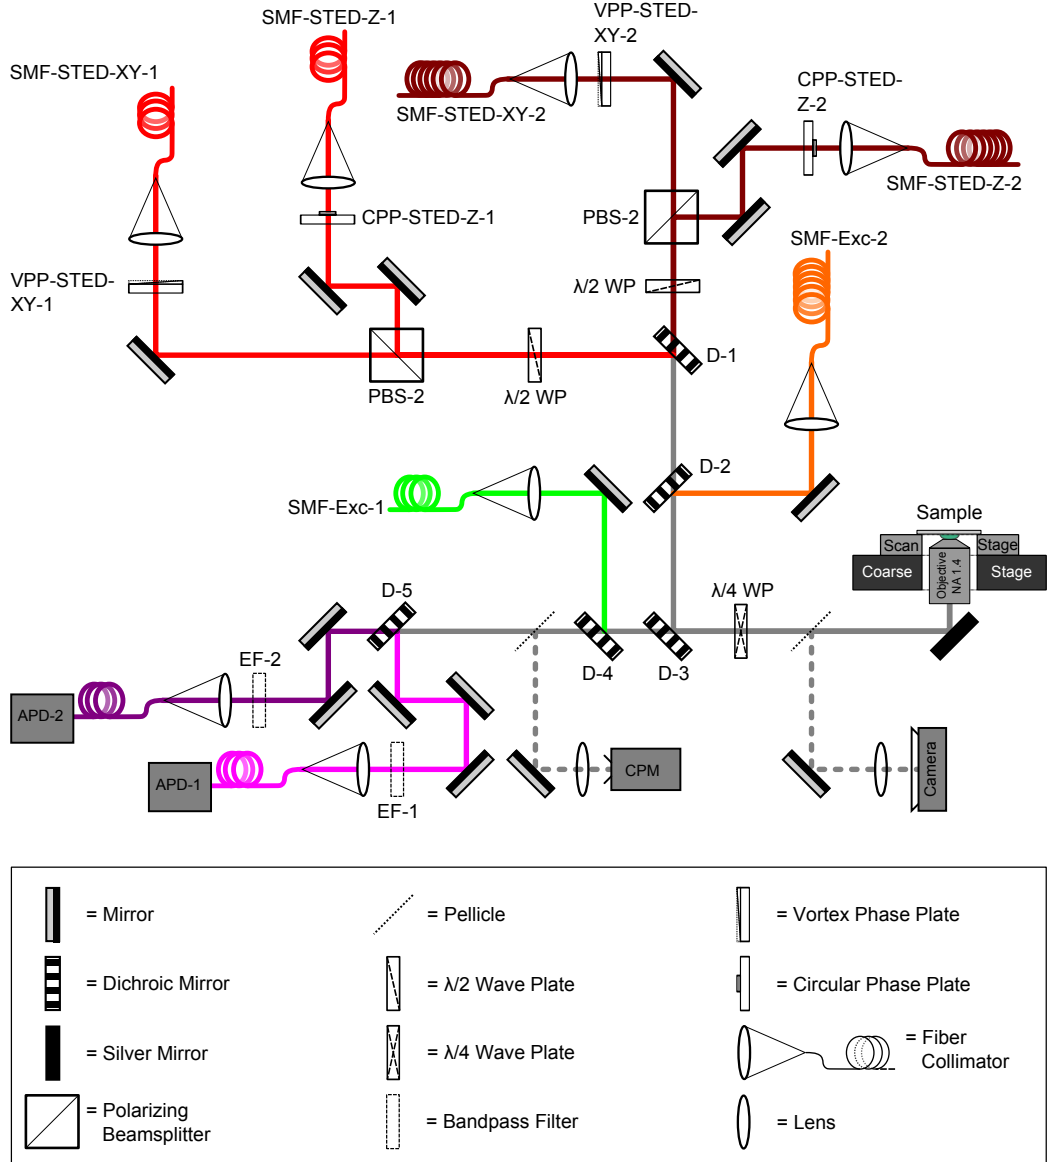 SMF-STED-Z-1
VPP-STED-
XY-2
SMF-STED-XY-1
CPP-STED-
Z-2
SMF-STED-XY-2
SMF-STED-Z-2
CPP-STED-Z-1
PBS-2
SMF-Exc-2
VPP-STED-
XY-1
λ/2 WP
D-1
PBS-2
λ/2 WP
D-2
SMF-Exc-1
Sample
Scan
Stage
Coarse
Objective
NA 1.4
Stage
λ/4 WP
D-5
EF-2
D-4
D-3
APD-2
APD-1
CPM
Camera
EF-1
= Mirror
= Pellicle
= Vortex Phase Plate
= Dichroic Mirror
= λ/2 Wave Plate
= Circular Phase Plate
= Silver Mirror
= λ/4 Wave Plate
= Fiber
Collimator
= Polarizing
Beamsplitter
= Bandpass Filter
= Lens